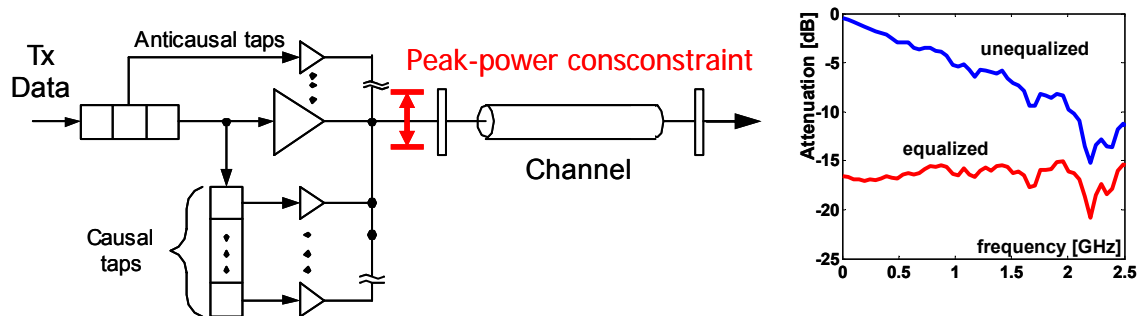 Anticausal taps
Tx
Data
Peak-power consconstraint
Channel
Causal
taps
Attenuation [dB]
0
-5
-10
-15
-20
-25
unequalized
equalized
frequency [GHz]
0
0.5
1
1.5
2
2.5